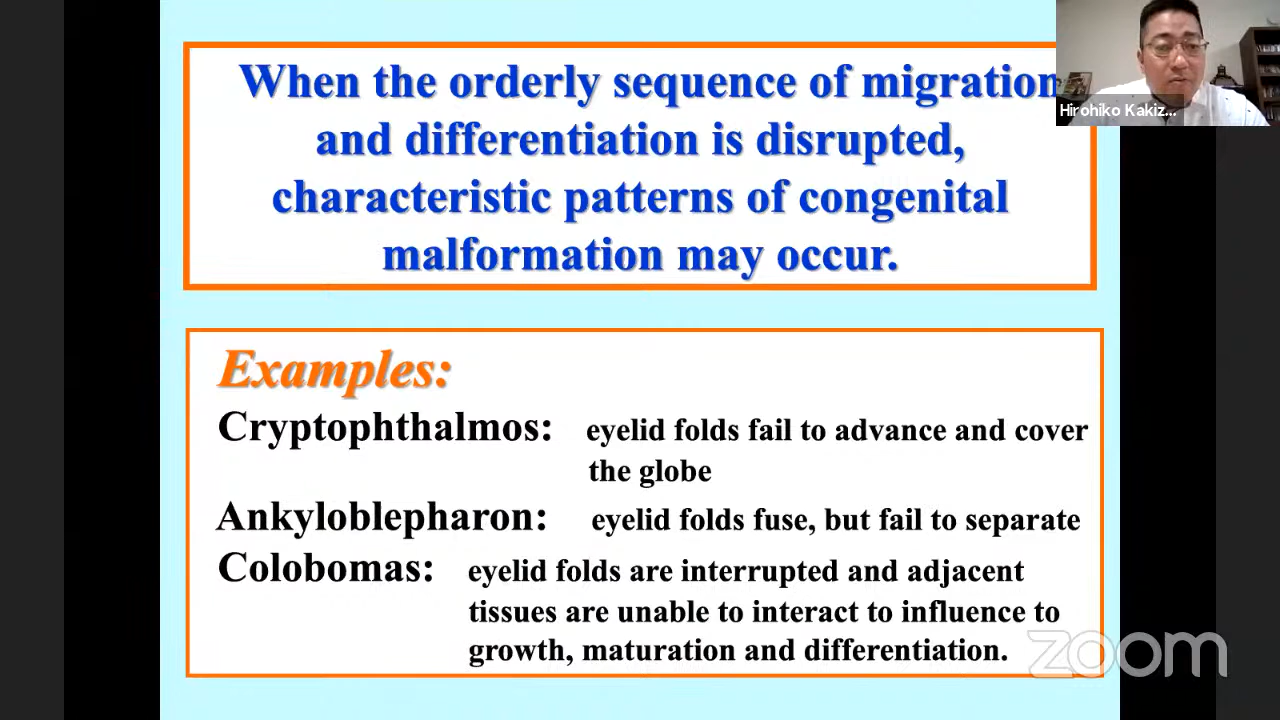 When the orderly sequence of migration
and differentiation is disrupted,
characteristic patterns of congenital
malformation may occur.
Hirohiko Kakiz...
Examples:
Cryptophthalmos: eyelid folds fail to advance and cover
the globe
Ankyloblepharon: eyelid folds fuse, but fail to separate
Colobomas: eyelid folds are interrupted and adjacent
tissues are unable to interact to influence to
growth, maturation and differentiation.
zoom